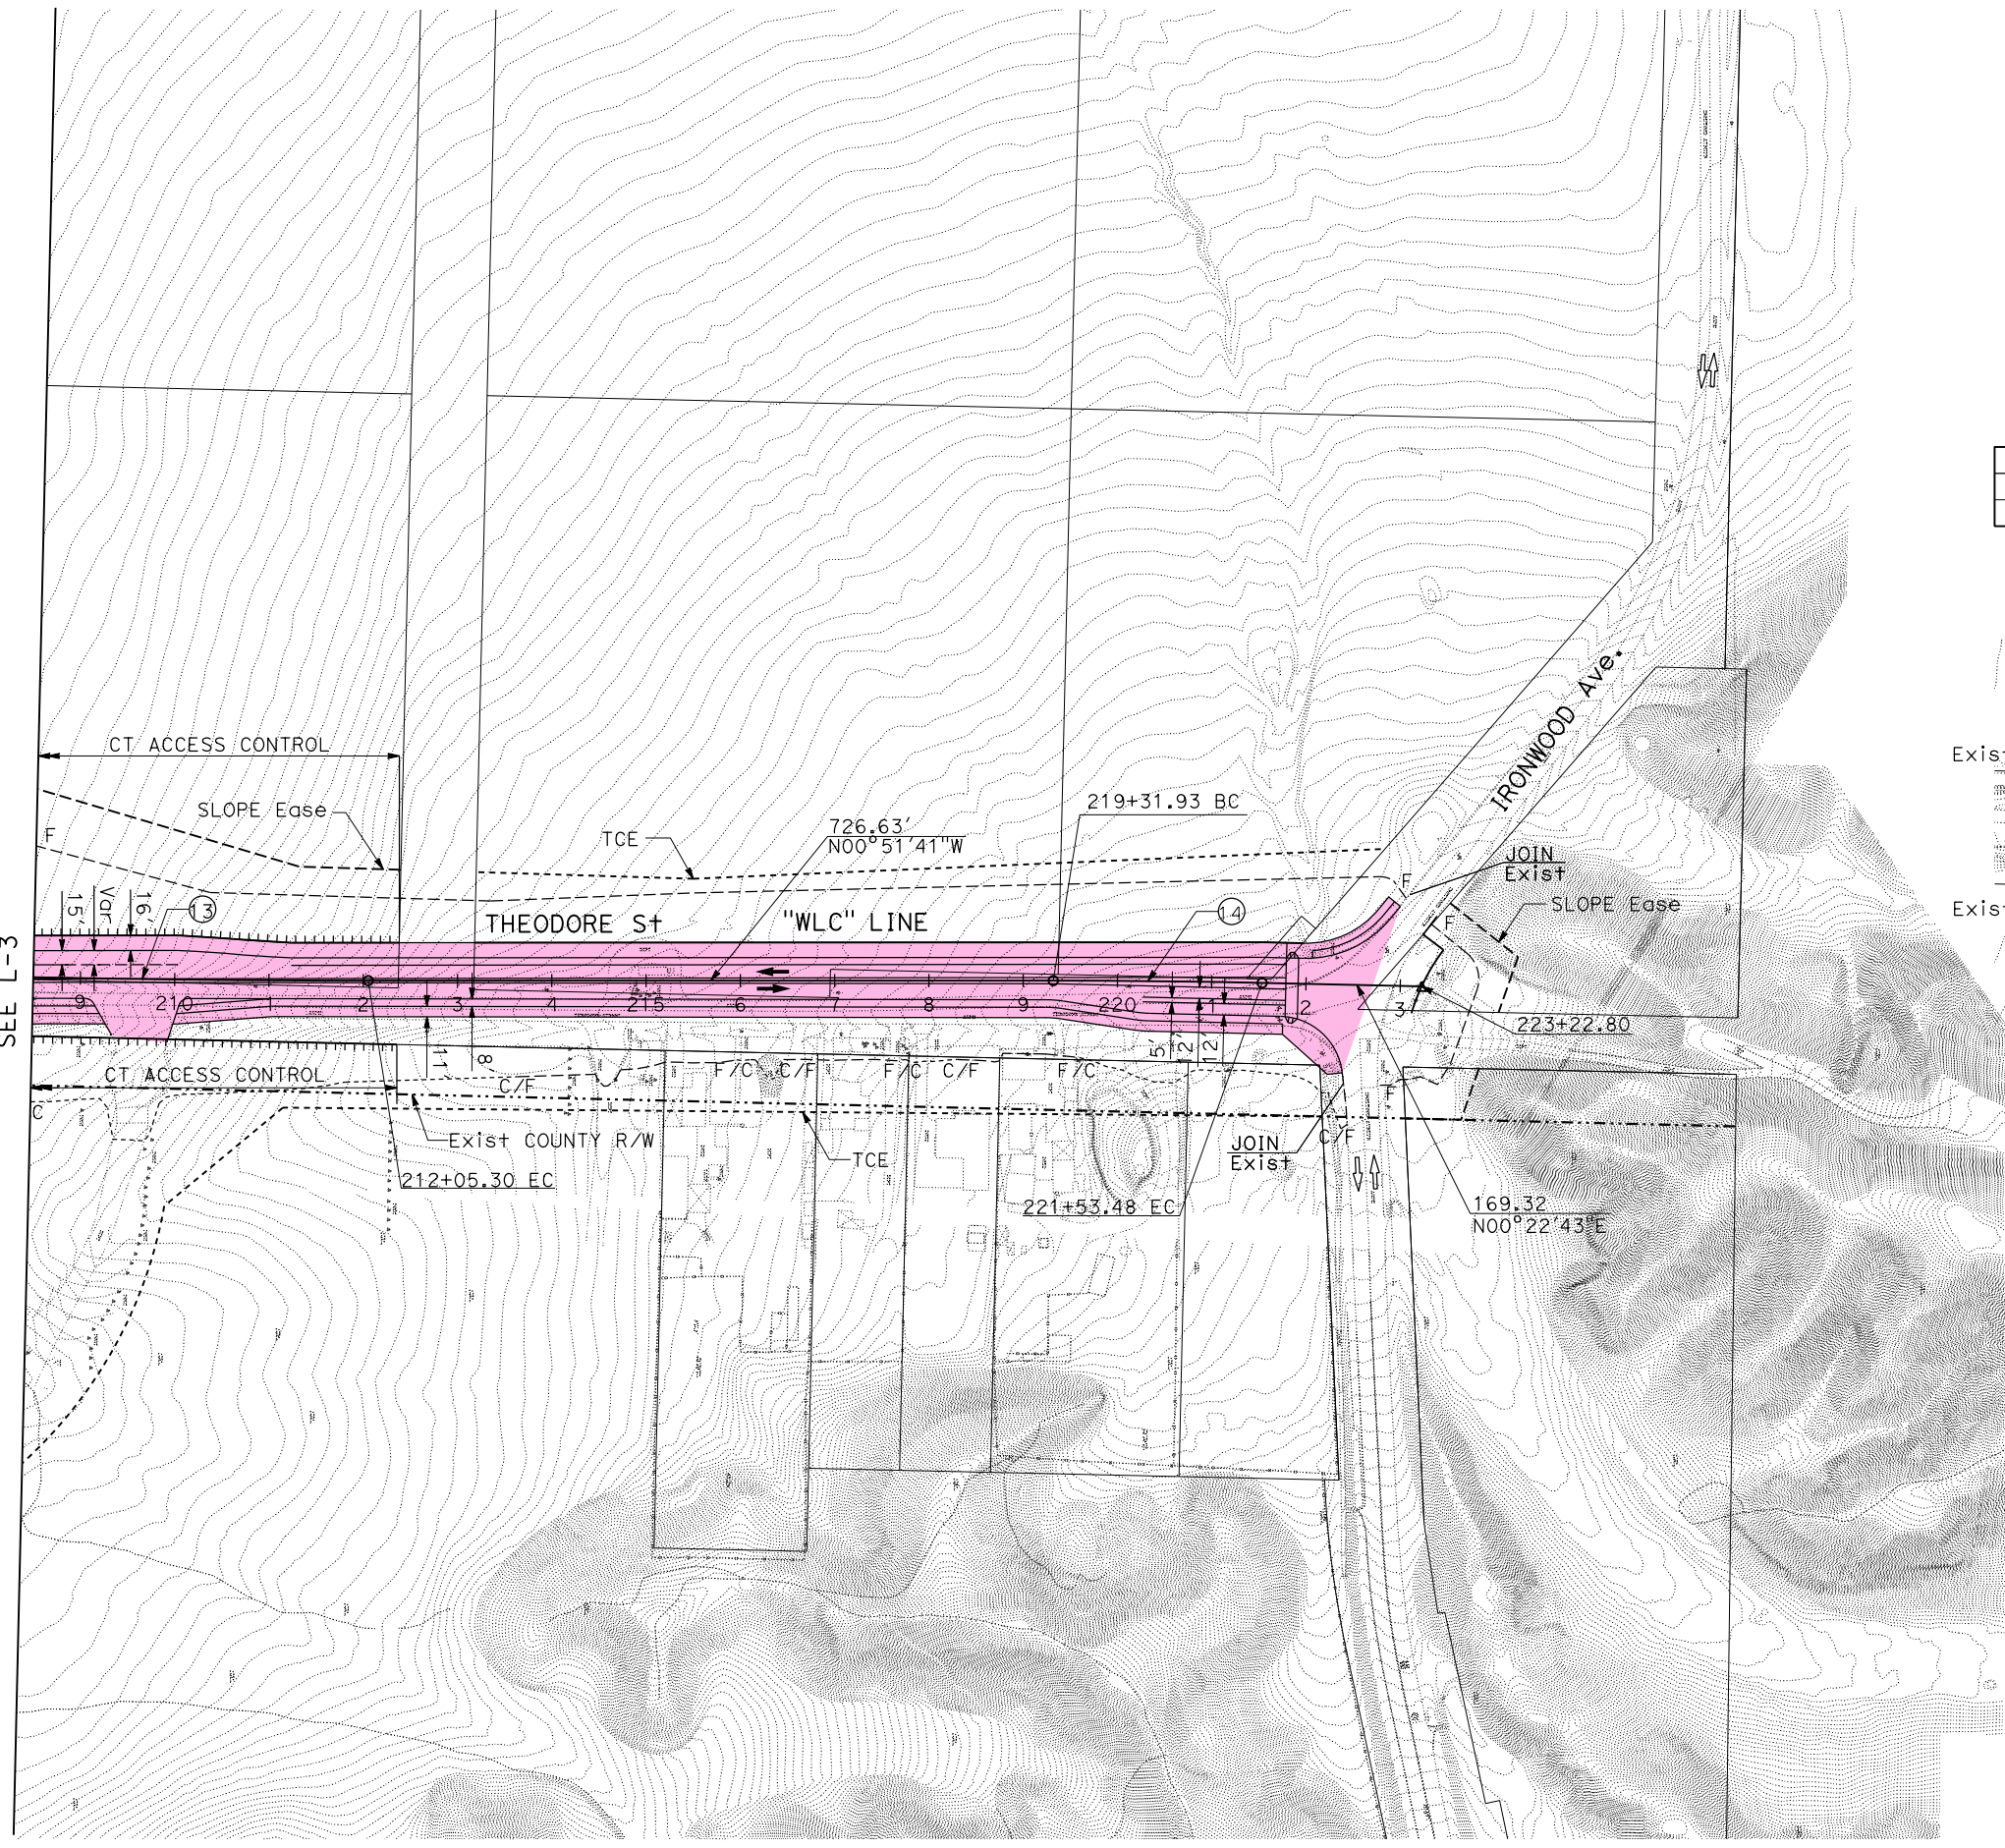 SEE L-3
CT ACCESS CONTROL
SLOPE Ease
F
TCE
726.63'
N00°51'41"W
219+31.93 BC
IRONWOOD Ave.
JOIN
Exist
F
SLOPE Ease
F
Exist
Exist
15'
Var
16'
13
THEODORE St
"WLC" LINE
14
9
210
1
2
3
4
215
6
7
8
9
220
1
2
3
223+22.80
11'
8'
5'
2'
12'
CT ACCESS CONTROL
C
C/F
F/C
C/F
F/C
C/F
F/C
F
C/F
Exist COUNTY R/W
212+05.30 EC
TCE
221+53.48 EC
JOIN
Exist
169.32
N00°22'43"E